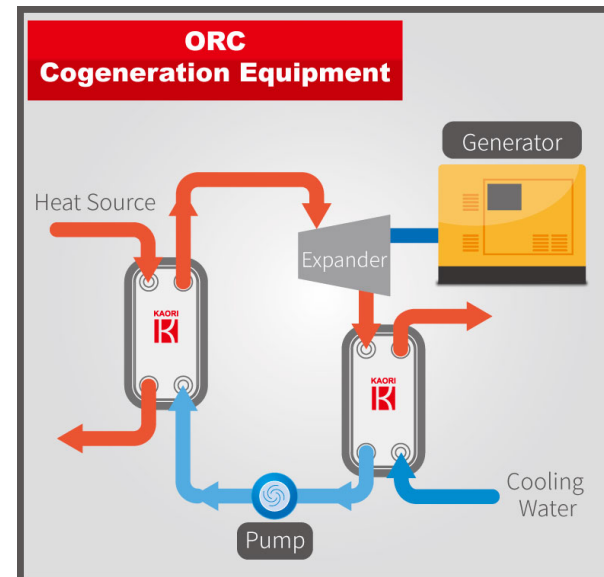 ORC
Cogeneration Equipment
Generator
Heat Source
Expander
KAORI
KAORI
Cooling
Water
Pump